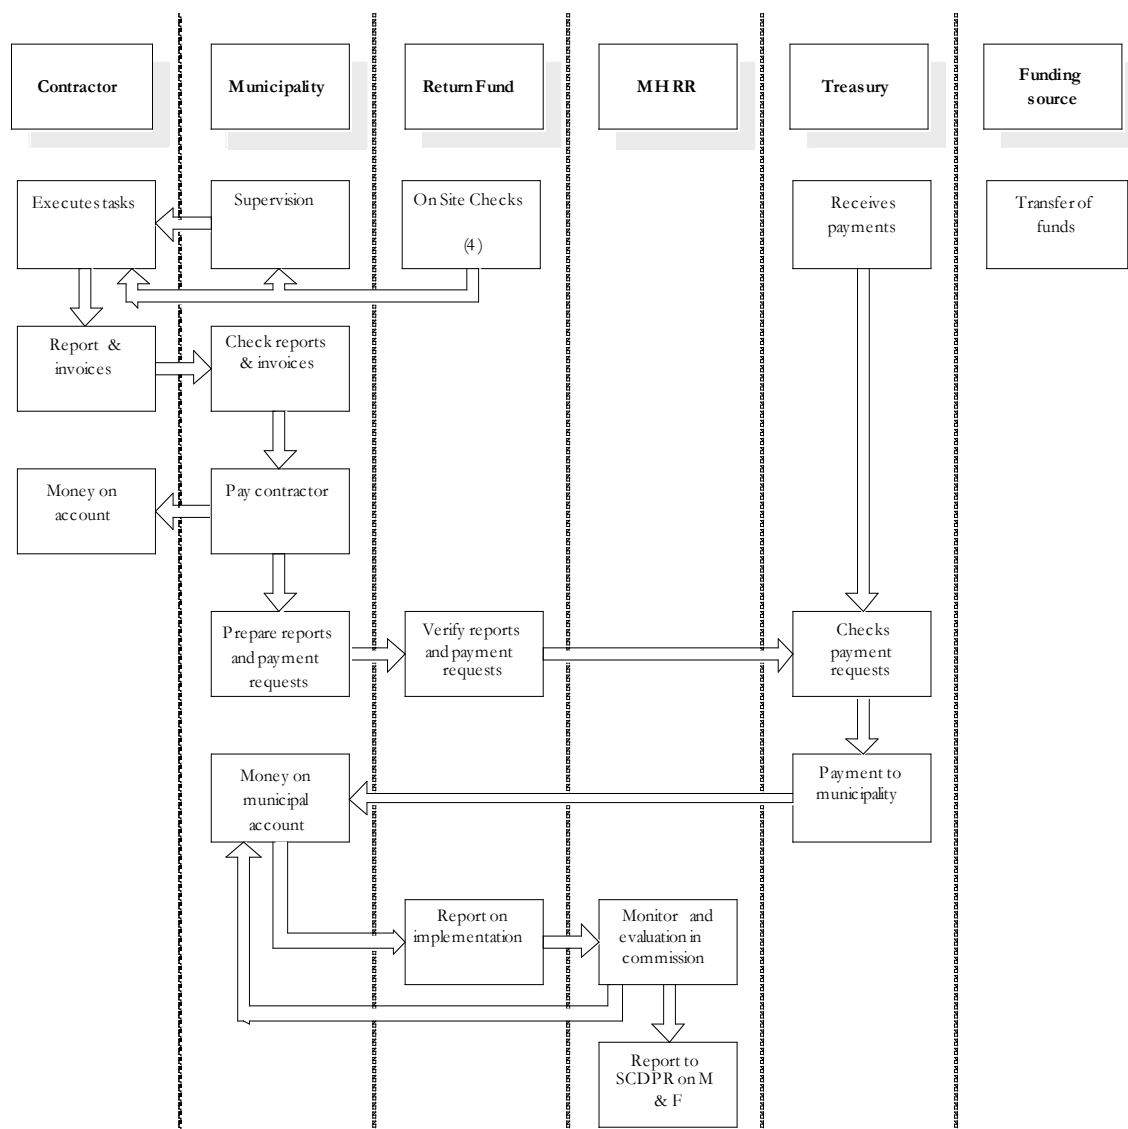 Contractor
Municipality
Return Fund
MHRR
Treasury
Funding
source
Executes tasks
Supervision
On Site Checks
(4)
Receives
payments
Transfer of
funds
Report &
invoices
Check reports
& invoices
Money on
account
Pay contractor
Prepare reports
and payment
requests
Verify reports
and payment
requests
Checks
payment
requests
Money on
municipal
account
Payment to
municipality
Report on
implementation
Monitor and
evaluation in
commission
Report to
SCDPR on M
& F